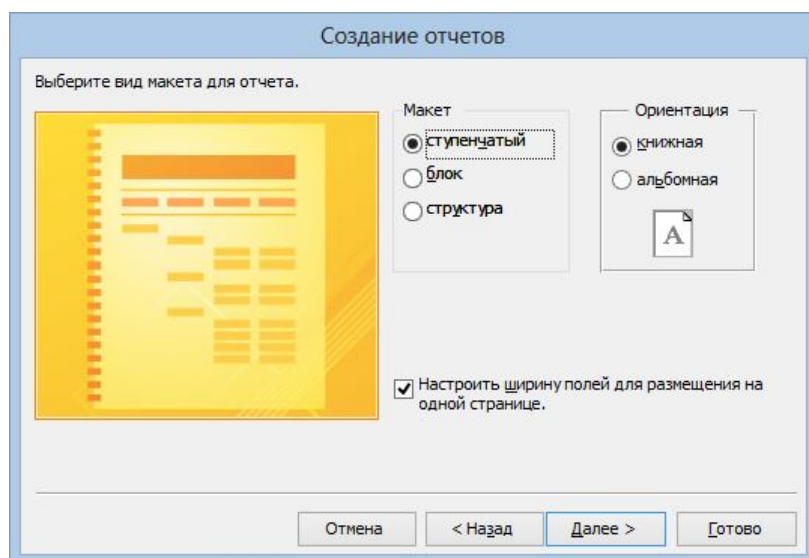 Создание отчетов
Выберите вид макета для отчета.
Макет
ступенчатый
блок
структура
Ориентация
книжная
альбомная
A
Настроить ширину полей для размещения на
одной странице.
Отмена
< Назад
Далее >
Готово